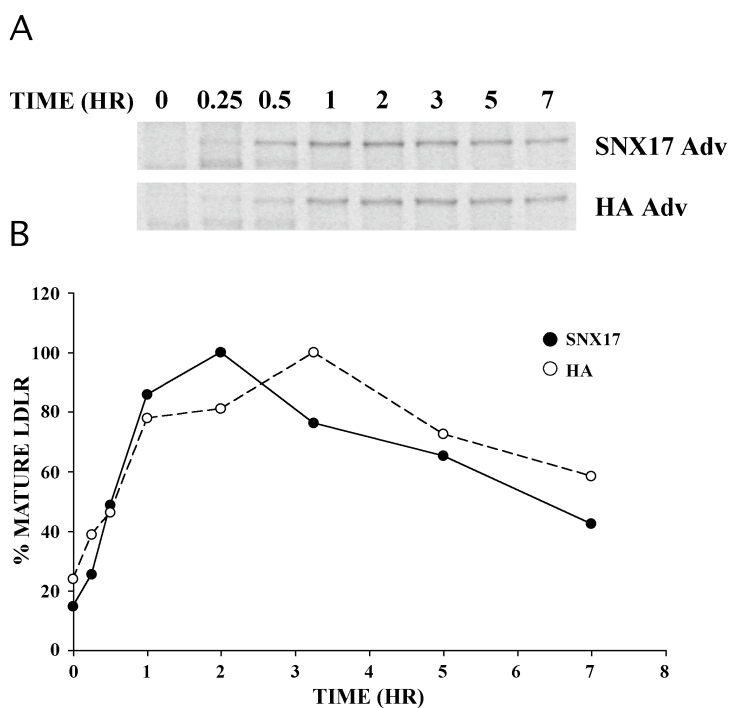 A
TIME (HR) 0 0.25 0.5 1 2 3 5 7
SNX17 Adv
HA Adv
B
120
100
80
60
40
20
0
% MATURE LDLR
SNX17
HA
0 1 2 3 4 5 6 7 8
TIME (HR)